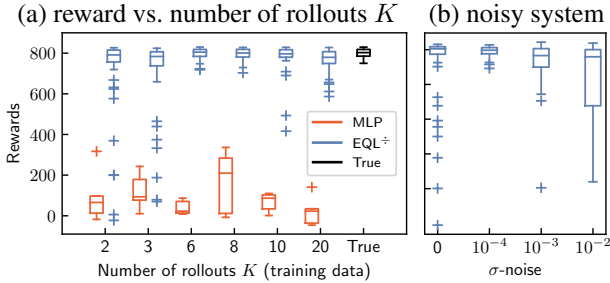 (a) reward vs. number of rollouts K
(b) noisy system
800
600
400
200
0
Rewards
MLP
EQL÷
True
2 3 6 8 10 20 True
Number of rollouts K (training data)
0 10⁻⁴ 10⁻³ 10⁻²
σ-noise